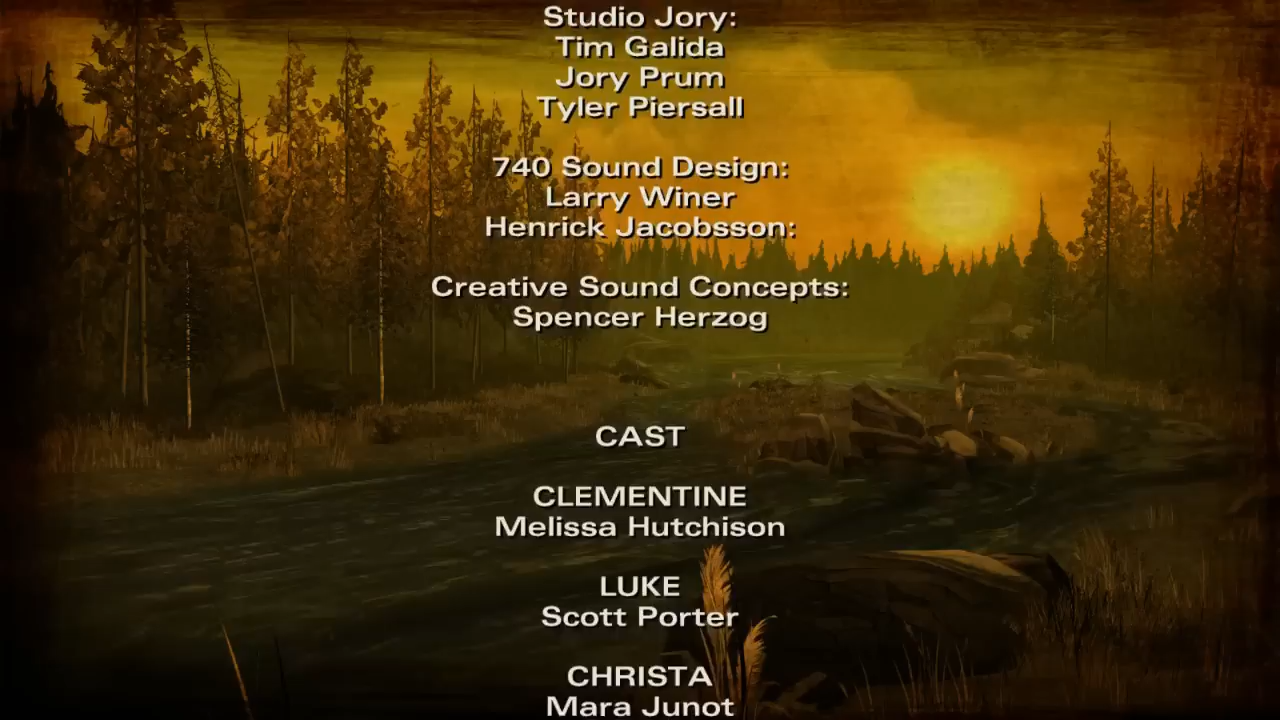 Studio Jory:
Tim Galida
Jory Prum
Tyler Piersall
740 Sound Design:
Larry Winer
Henrick Jacobsson:
Creative Sound Concepts:
Spencer Herzog
CAST
CLEMENTINE
Melissa Hutchison
LUKE
Scott Porter
CHRISTA
Mara Junot